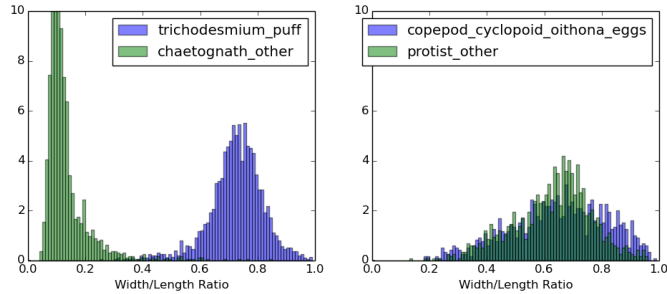 10
8
6
4
2
0
0.0 0.2 0.4 0.6 0.8 1.0
Width/Length Ratio
trichodesmium_puff
chaetognath_other
10
8
6
4
2
0
0.0 0.2 0.4 0.6 0.8 1.0
Width/Length Ratio
copepod_cyclopoid_oithona_eggs
protist_other